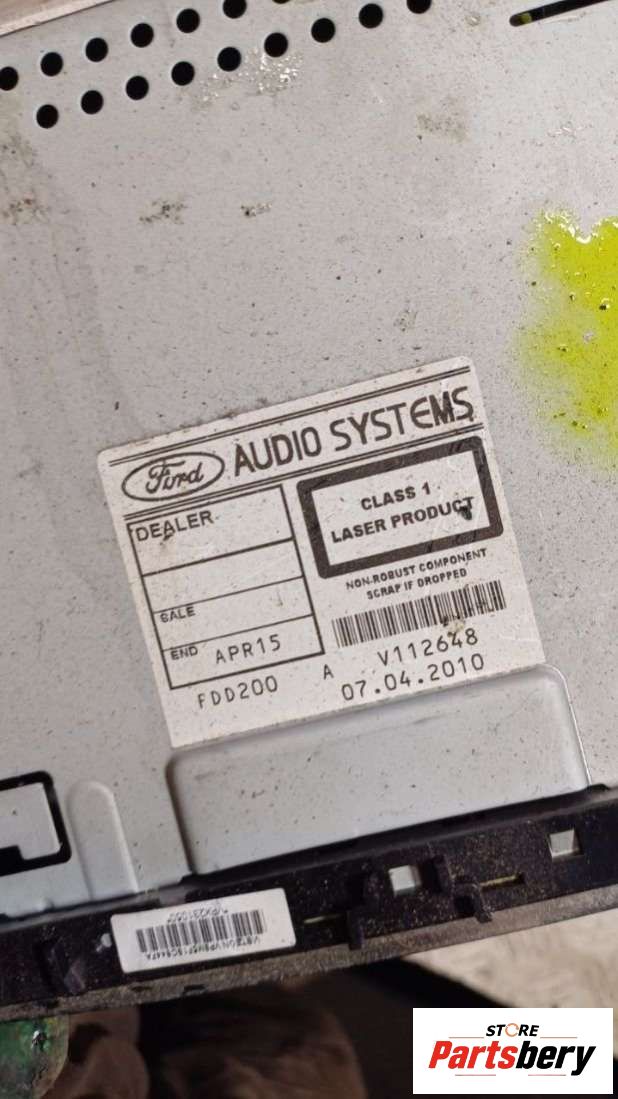 Ford AUDIO SYSTEMS
DEALER
CLASS 1
LASER PRODUCT
NON-ROBUST COMPONENT
SCRAP IF DROPPED
SALE
END APR15
FDD200 A V112648
07.04.2010
STORE
Partsbery